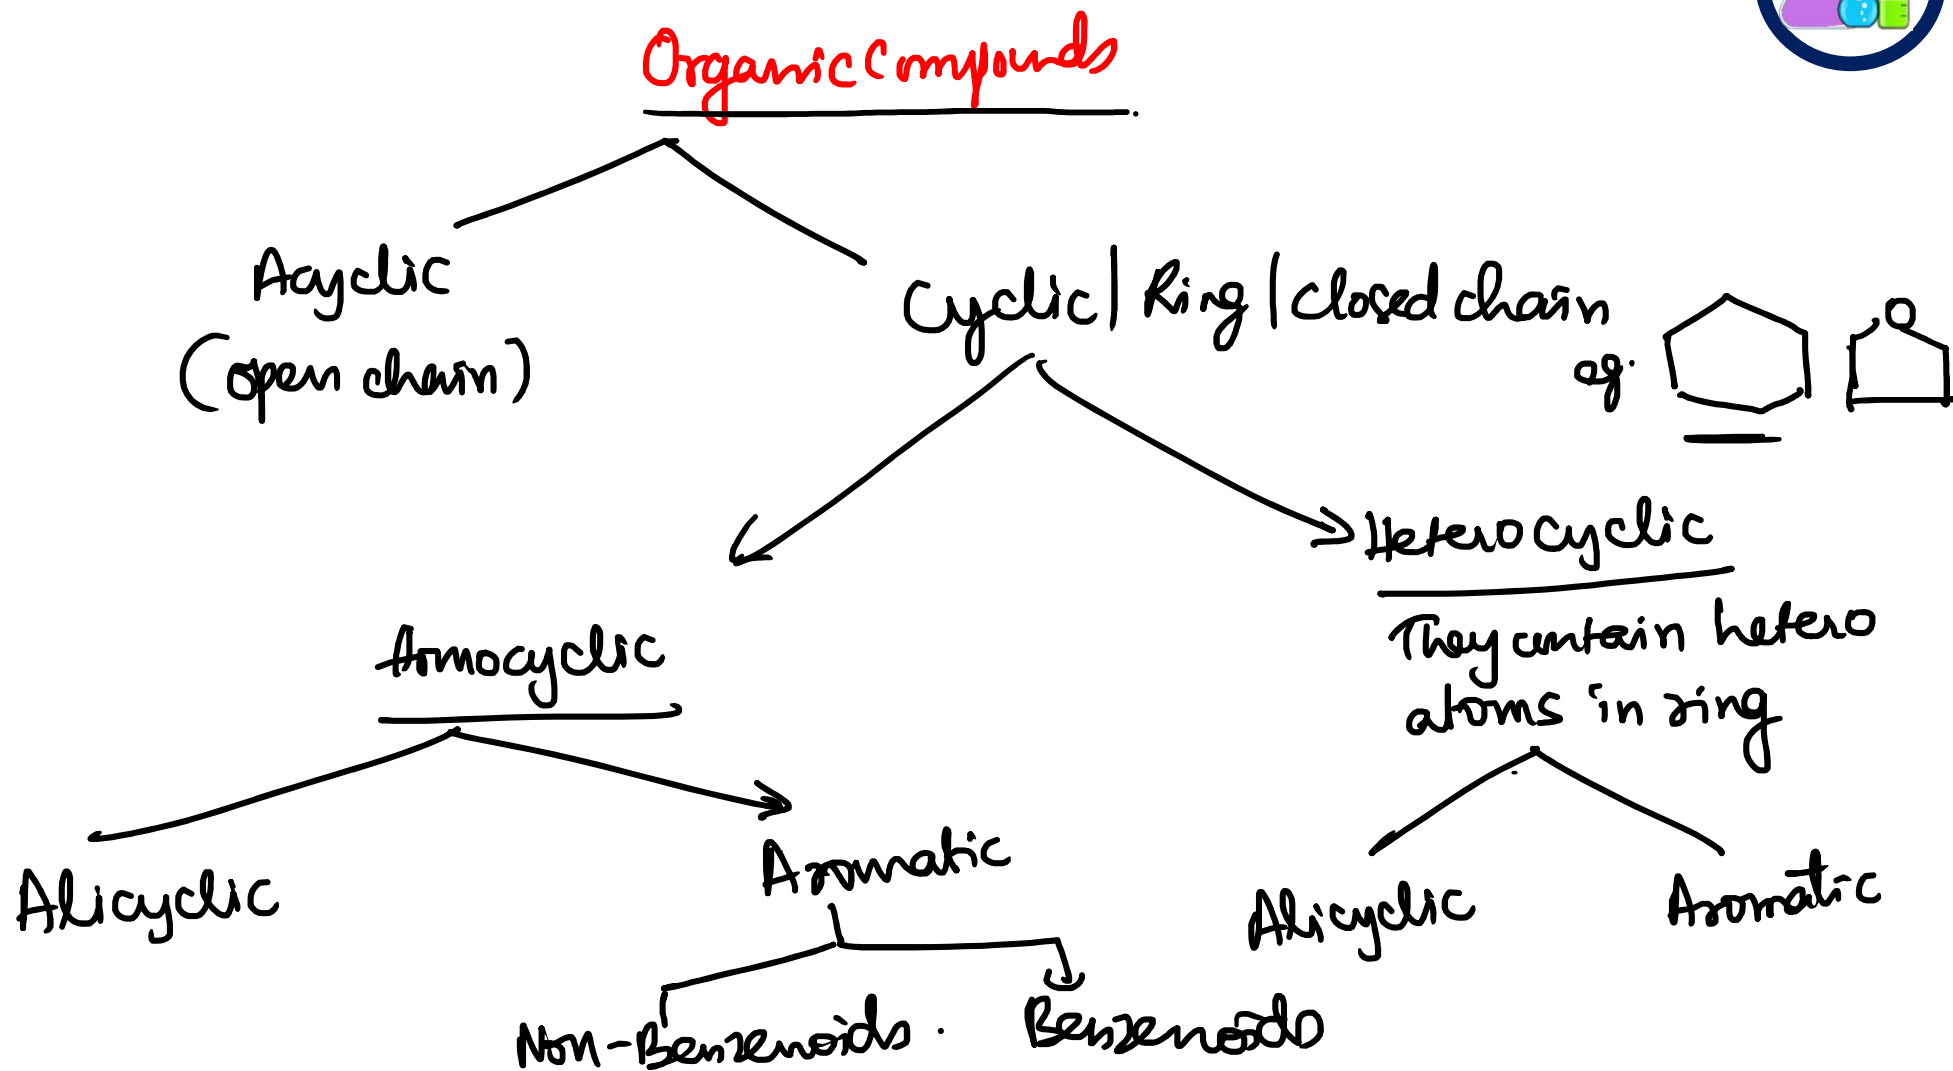 Organic Compounds
Acyclic
(open chain)
Cyclic | Ring | closed chain
eg.
O
Heterocyclic
They contain hetero
atoms in ring
Homocyclic
Alicyclic
Aromatic
Alicyclic
Aromatic
Non-Benzenoids.
Benzenoids